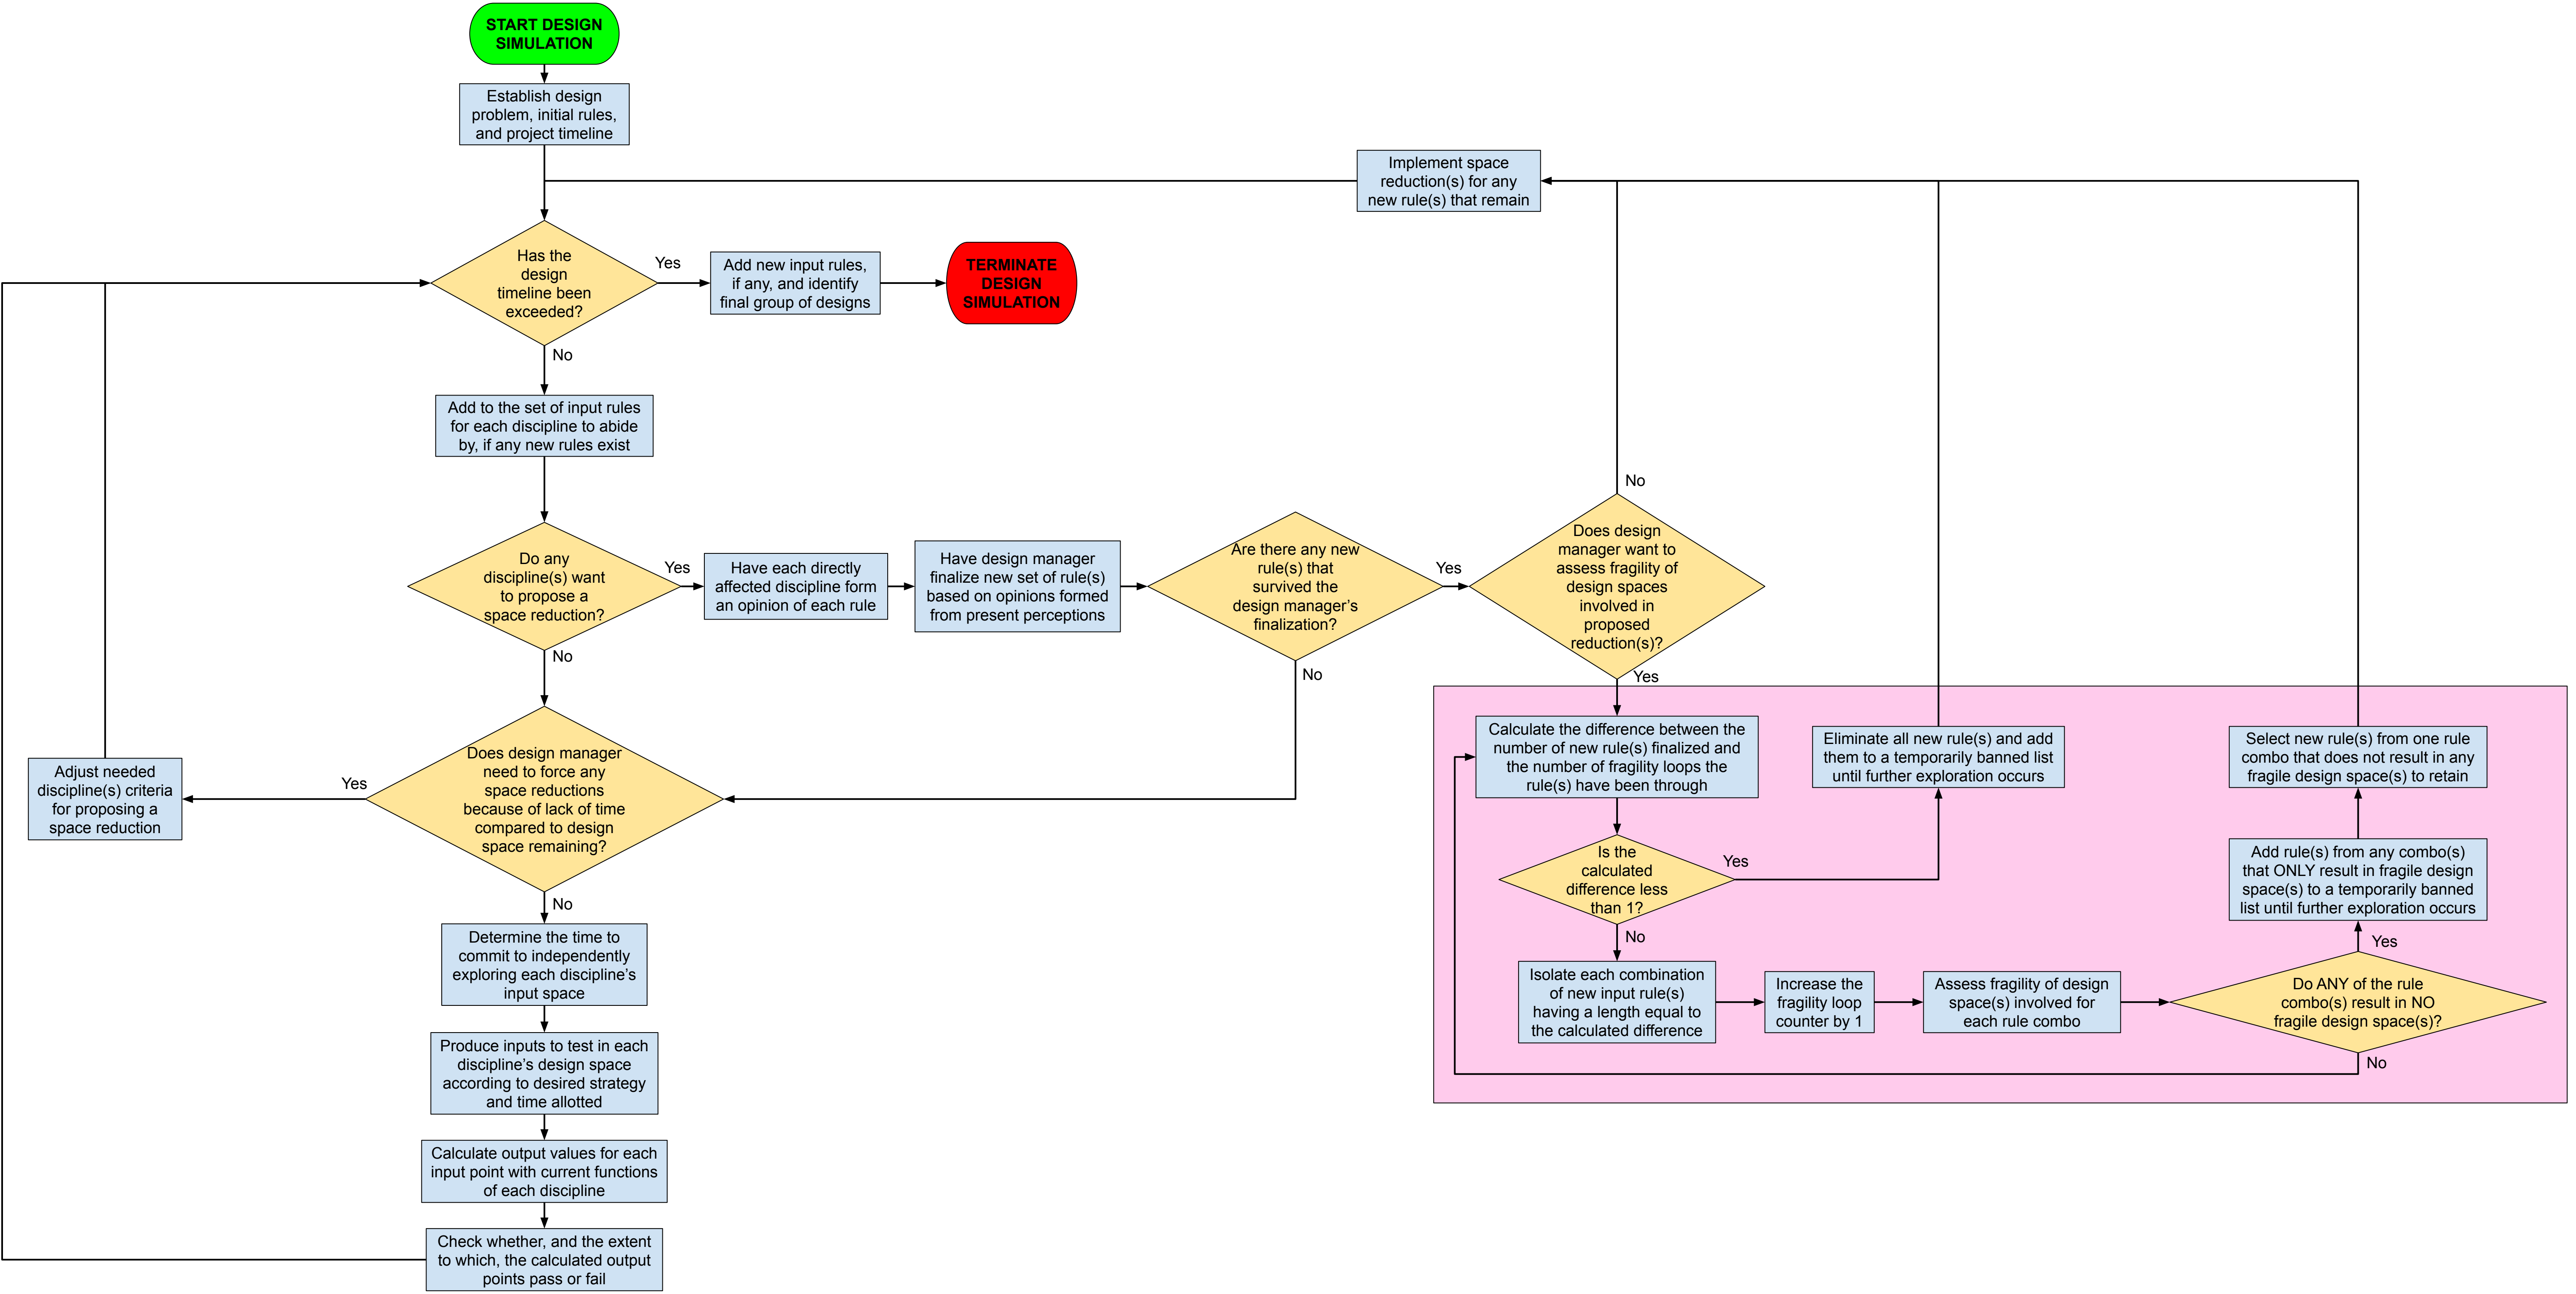 START DESIGN
SIMULATION
Establish design
problem, initial rules,
and project timeline
Implement space
reduction(s) for any
new rule(s) that remain
Has the
design
timeline been
exceeded?
Yes
Add new input rules,
if any, and identify
final group of designs
TERMINATE
DESIGN
SIMULATION
No
Add to the set of input rules
for each discipline to abide
by, if any new rules exist
Do any
discipline(s) want
to propose a
space reduction?
Yes
Have each directly
affected discipline form
an opinion of each rule
Have design manager
finalize new set of rule(s)
based on opinions formed
from present perceptions
Are there any new
rule(s) that
survived the
design manager's
finalization?
Yes
No
Does design
manager want to
assess fragility of
design spaces
involved in
proposed
reduction(s)?
No
Yes
No
Does design manager
need to force any
space reductions
because of lack of time
compared to design
space remaining?
Yes
Adjust needed
discipline(s) criteria
for proposing a
space reduction
No
Determine the time to
commit to independently
exploring each discipline's
input space
Produce inputs to test in each
discipline's design space
according to desired strategy
and time allotted
Calculate output values for each
input point with current functions
of each discipline
Check whether, and the extent
to which, the calculated output
points pass or fail
Calculate the difference between the
number of new rule(s) finalized and
the number of fragility loops the
rule(s) have been through
Is the
calculated
difference less
than 1?
Yes
Eliminate all new rule(s) and add
them to a temporarily banned list
until further exploration occurs
No
Isolate each combination
of new input rule(s)
having a length equal to
the calculated difference
Increase the
fragility loop
counter by 1
Assess fragility of design
space(s) involved for
each rule combo
Do ANY of the rule
combo(s) result in NO
fragile design space(s)?
No
Yes
Add rule(s) from any combo(s)
that ONLY result in fragile design
space(s) to a temporarily banned
list until further exploration occurs
Select new rule(s) from one rule
combo that does not result in any
fragile design space(s) to retain